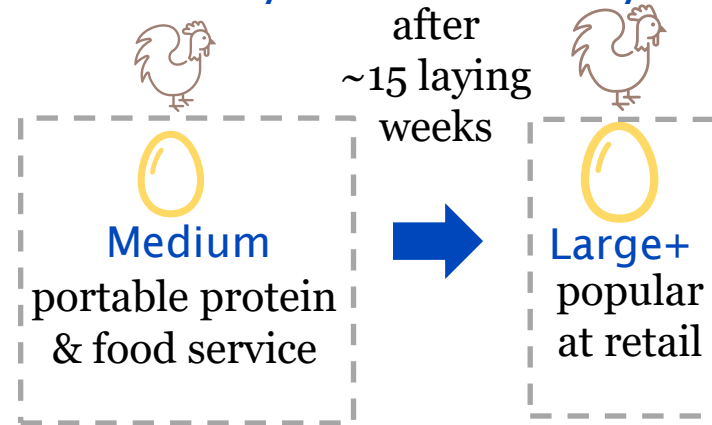 after
~15 laying
weeks
Medium
portable protein
& food service
Large+
popular
at retail